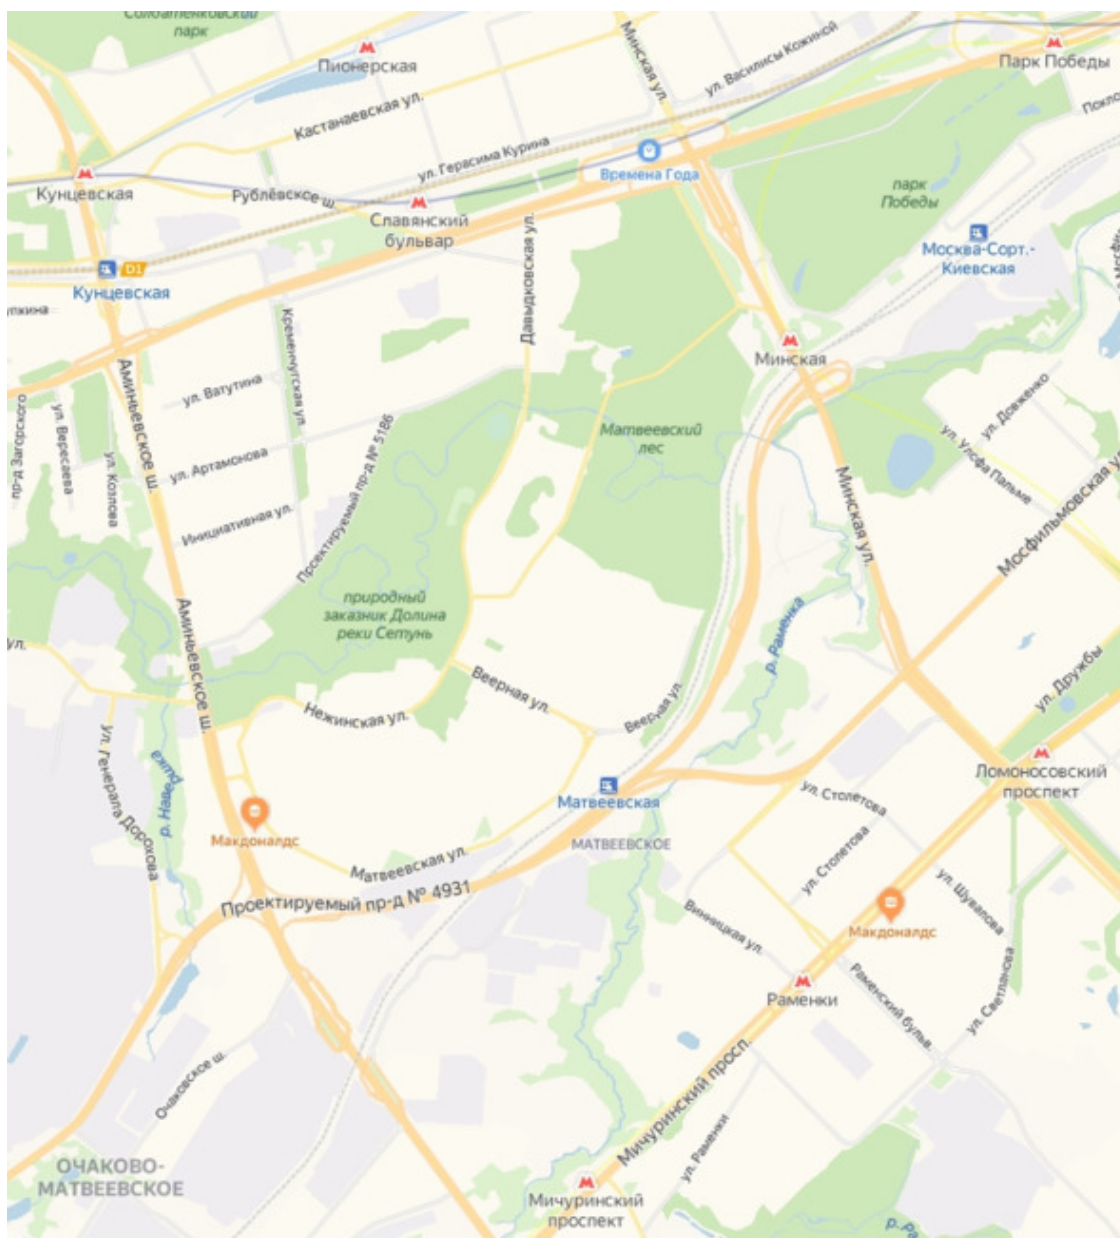 Солдатёнковский
парк
Пионерская
Минская ул.
ул. Василисы Кожиной
Парк Победы
Кастанаевская ул.
ул. Герасима Курина
Времена Года
Кунцевская
Рублёвское ш.
Славянский
бульвар
парк
Победы
Москва-Сорт.-
Киевская
D1
Кунцевская
Давыдковская ул.
Кременчугская ул.
Минская
Аминьевское ш.
ул. Ватутина
пр-д Загорского
ул. Вересаева
ул. Козлова
ул. Артамонова
Проектируемый пр-д № 5186
Матвеевский
лес
ул. Довженко
ул. Улофа Пальме
Инициативная ул.
Минская ул.
Мосфильмовская ул.
природный
заказник Долина
реки Сетунь
Аминьевское ш.
р. Раменка
ул.
Веерная ул.
Веерная ул.
ул. Дружбы
Нежинская ул.
ул. Генерала Дорохова
р. Навершка
Ломоносовский
проспект
Матвеевская
ул. Столетова
Макдоналдс
МАТВЕЕВСКОЕ
Матвеевская ул.
ул. Столетова
Проектируемый пр-д № 4931
ул. Шувалова
Винницкая ул.
Макдоналдс
Раменки
Раменский бульв.
ул. Светланова
Очаковское ш.
Мичуринский просп.
ул. Раменки
ОЧАКОВО-
МАТВЕЕВСКОЕ
Мичуринский
проспект